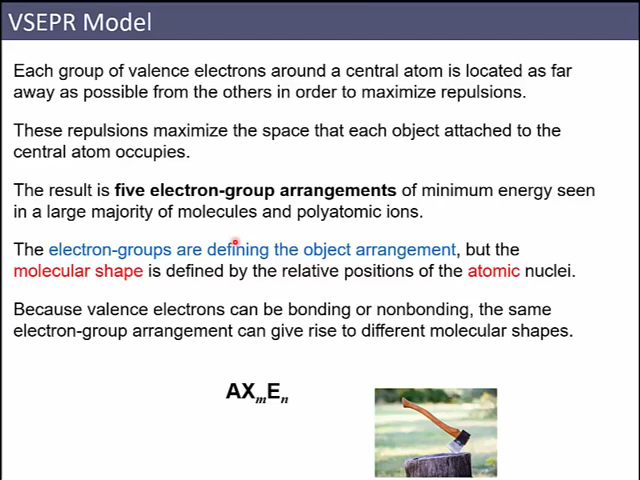 VSEPR Model
Each group of valence electrons around a central atom is located as far
away as possible from the others in order to maximize repulsions.
These repulsions maximize the space that each object attached to the
central atom occupies.
The result is five electron-group arrangements of minimum energy seen
in a large majority of molecules and polyatomic ions.
The electron-groups are defining the object arrangement, but the
molecular shape is defined by the relative positions of the atomic nuclei.
Because valence electrons can be bonding or nonbonding, the same
electron-group arrangement can give rise to different molecular shapes.
AXₘEₙ